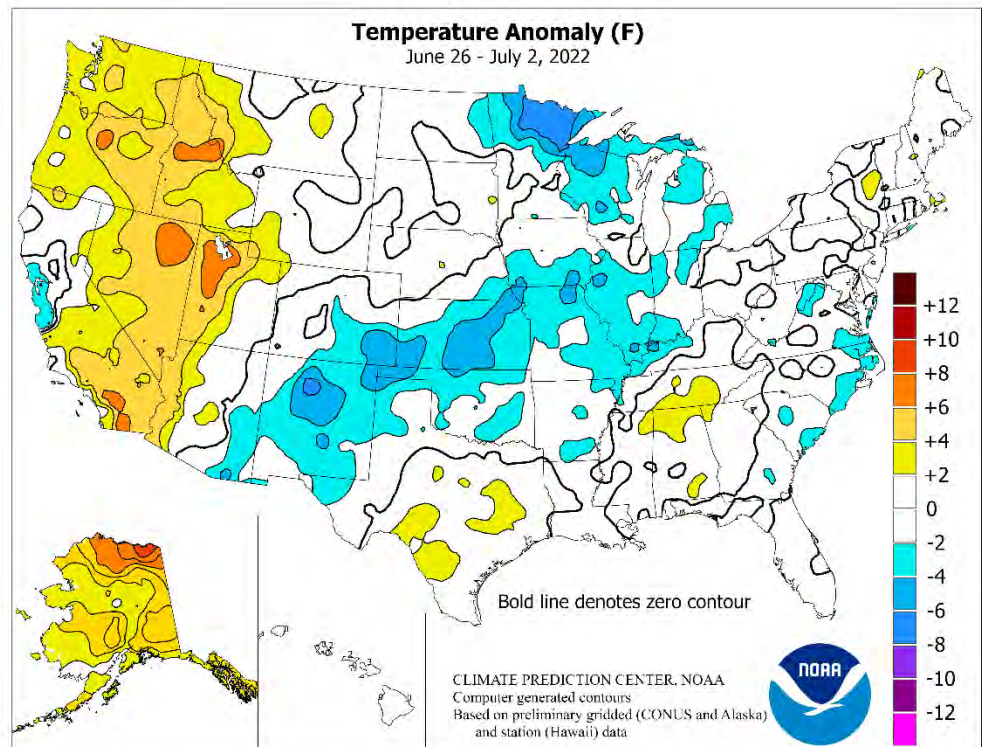 Temperature Anomaly (F)
June 26 - July 2, 2022
+12
+10
+8
+6
+4
+2
0
-2
-4
-6
-8
-10
-12
Bold line denotes zero contour
CLIMATE PREDICTION CENTER, NOAA
Computer generated contours
Based on preliminary gridded (CONUS and Alaska)
and station (Hawaii) data
NOAA